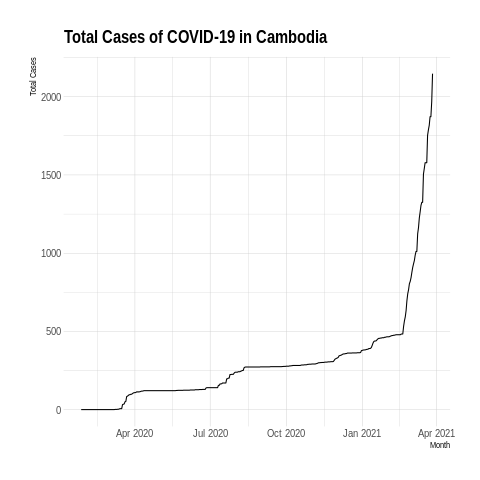 Total Cases of COVID-19 in Cambodia
Total Cases
2000
1500
1000
500
0
Apr 2020
Jul 2020
Oct 2020
Jan 2021
Apr 2021
Month